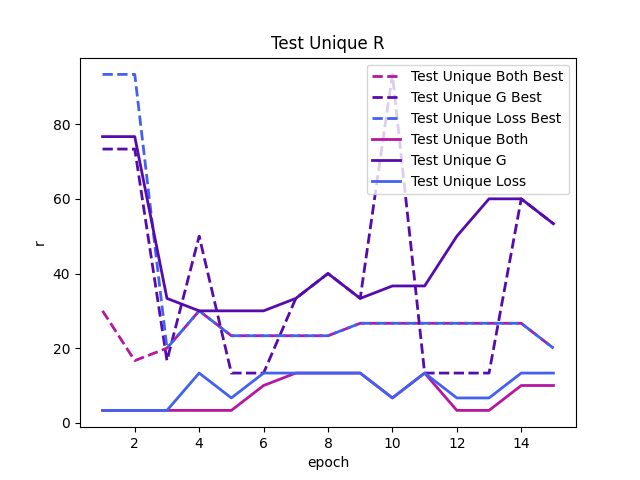 Test Unique R
Test Unique Both Best
Test Unique G Best
Test Unique Loss Best
Test Unique Both
Test Unique G
Test Unique Loss
r
80
60
40
20
0
2 4 6 8 10 12 14
epoch